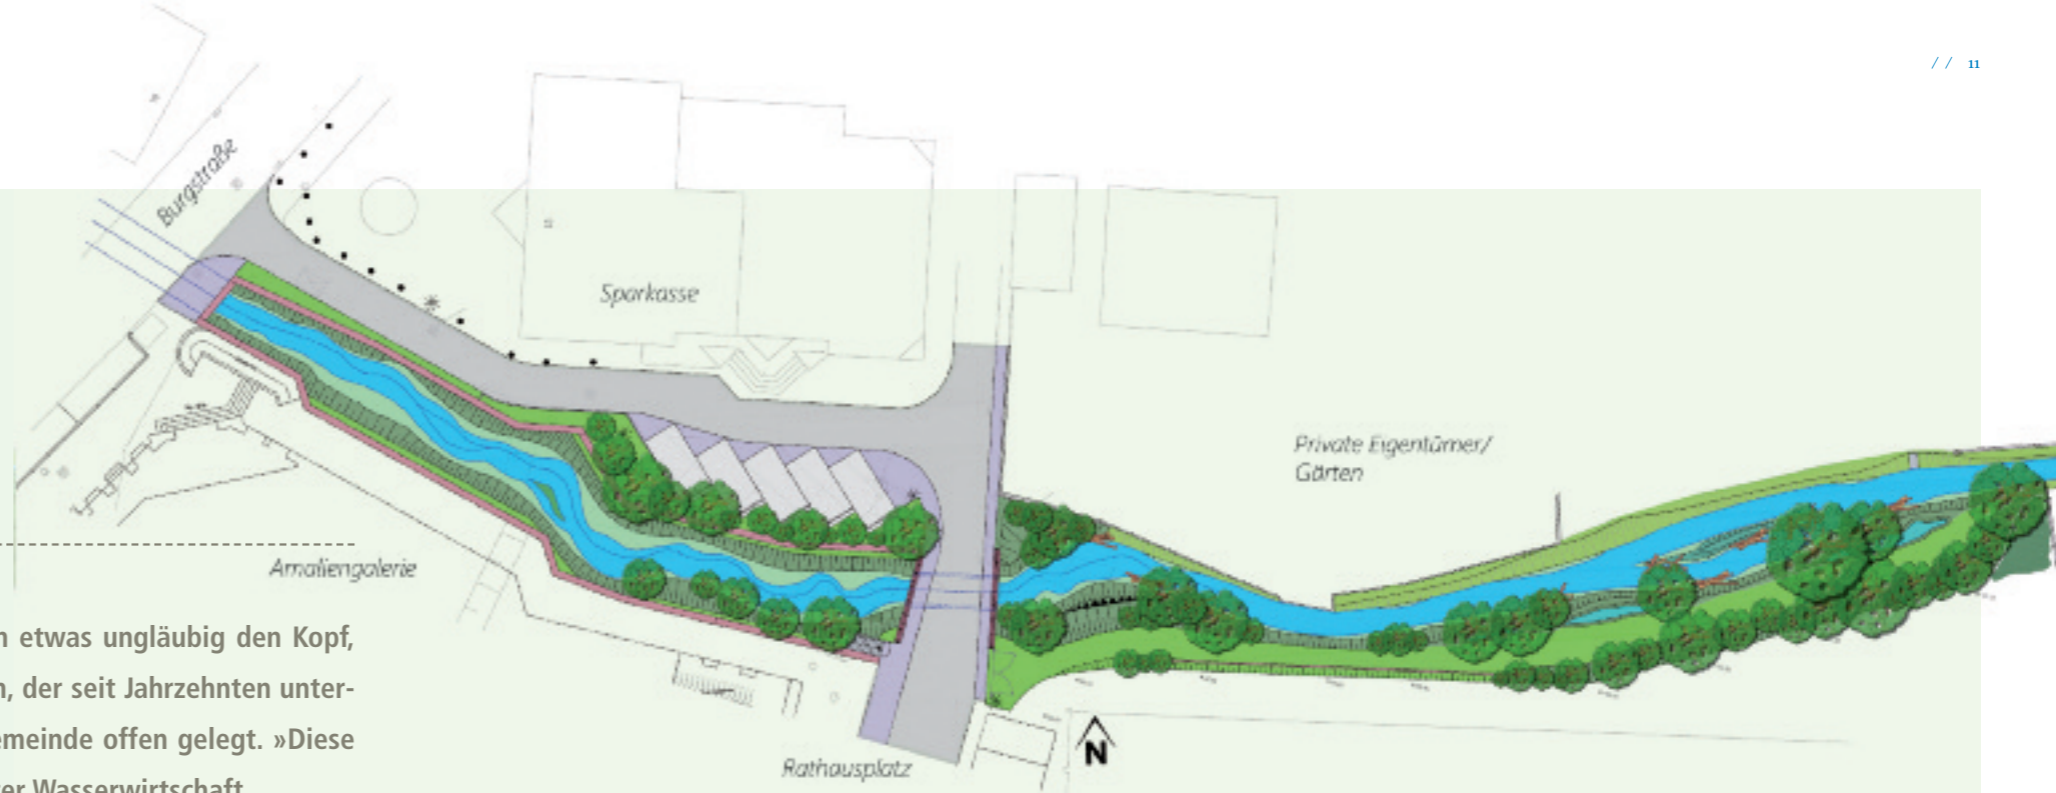 // 11
Burgstraße
Sparkasse
Private Eigentümer/
Gärten
Amaliengalerie
etwas ungläubig den Kopf,
der seit Jahrzehnten unter-
offen gelegt. »Diese
Wasserwirtschaft
Rathausplatz
N